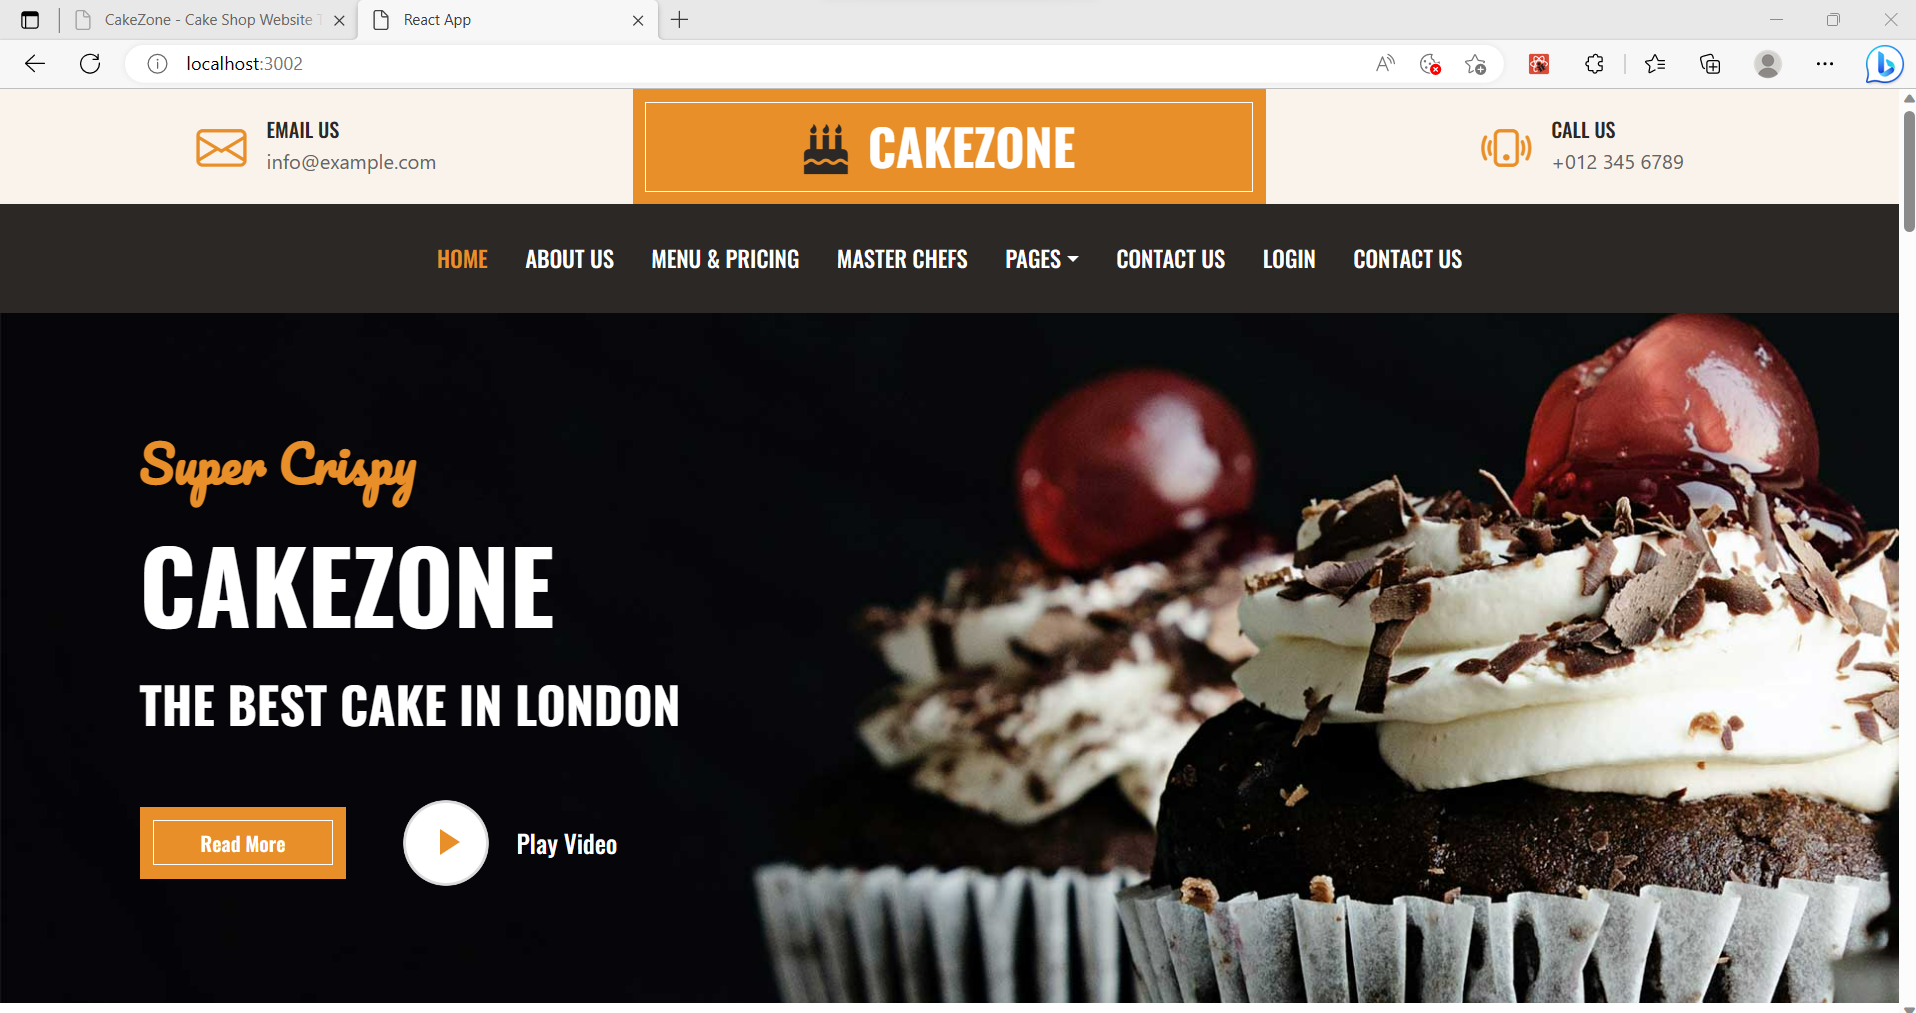 CakeZone - Cake Shop Website
React App
localhost:3002
EMAIL US
info@example.com
CAKEZONE
CALL US
+012 345 6789
HOME ABOUT US MENU & PRICING MASTER CHEFS PAGES CONTACT US LOGIN CONTACT US
Super Crispy
CAKEZONE
THE BEST CAKE IN LONDON
Read More
Play Video